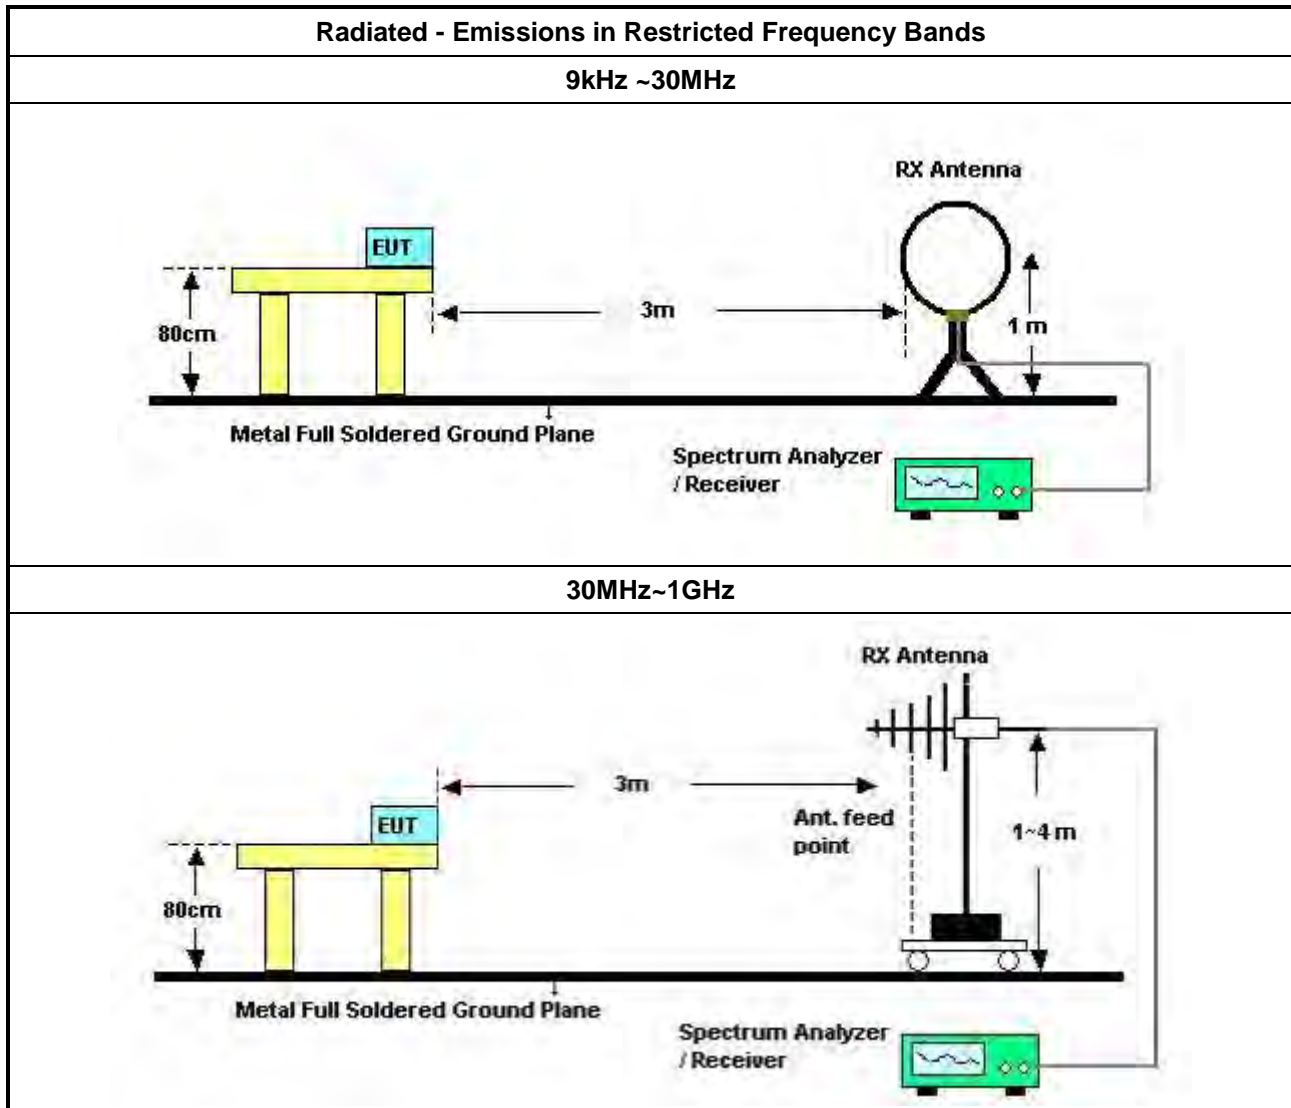 Radiated - Emissions in Restricted Frequency Bands
9kHz ~30MHz
RX Antenna
EUT
3m
80cm
1 m
Metal Full Soldered Ground Plane
Spectrum Analyzer
/ Receiver
30MHz~1GHz
RX Antenna
3m
EUT
Ant. feed
point
1~4 m
80cm
Metal Full Soldered Ground Plane
Spectrum Analyzer
/ Receiver